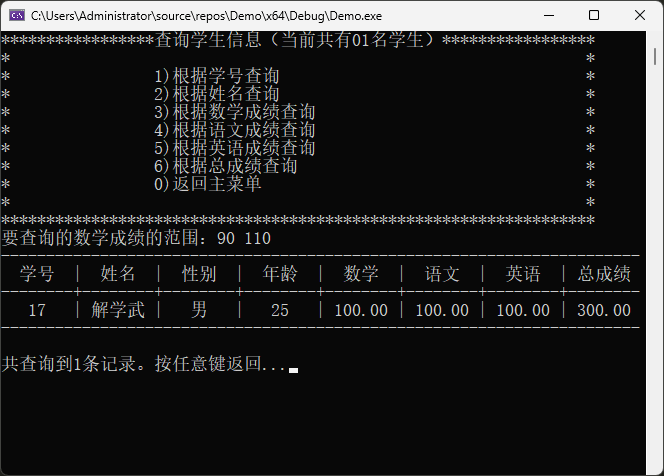 C:\Users\Administrator\source\repos\Demo\x64\Debug\Demo.exe
*****************查询学生信息（当前共有01名学生）*****************
*                                                                *
*                1)根据学号查询                                  *
*                2)根据姓名查询                                  *
*                3)根据数学成绩查询                              *
*                4)根据语文成绩查询                              *
*                5)根据英语成绩查询                              *
*                6)根据总成绩查询                                *
*                0)返回主菜单                                    *
*                                                                *
******************************************************************
要查询的数学成绩的范围: 90 110
-----------------------------------------------------------------------
  学号  |  姓名  |  性别  |  年龄  |  数学  |  语文  |  英语  | 总成绩
--------+--------+--------+--------+--------+--------+--------+--------
   17   | 解学武 |   男   |   25   | 100.00 | 100.00 | 100.00 | 300.00
-----------------------------------------------------------------------
共查询到1条记录。按任意键返回...